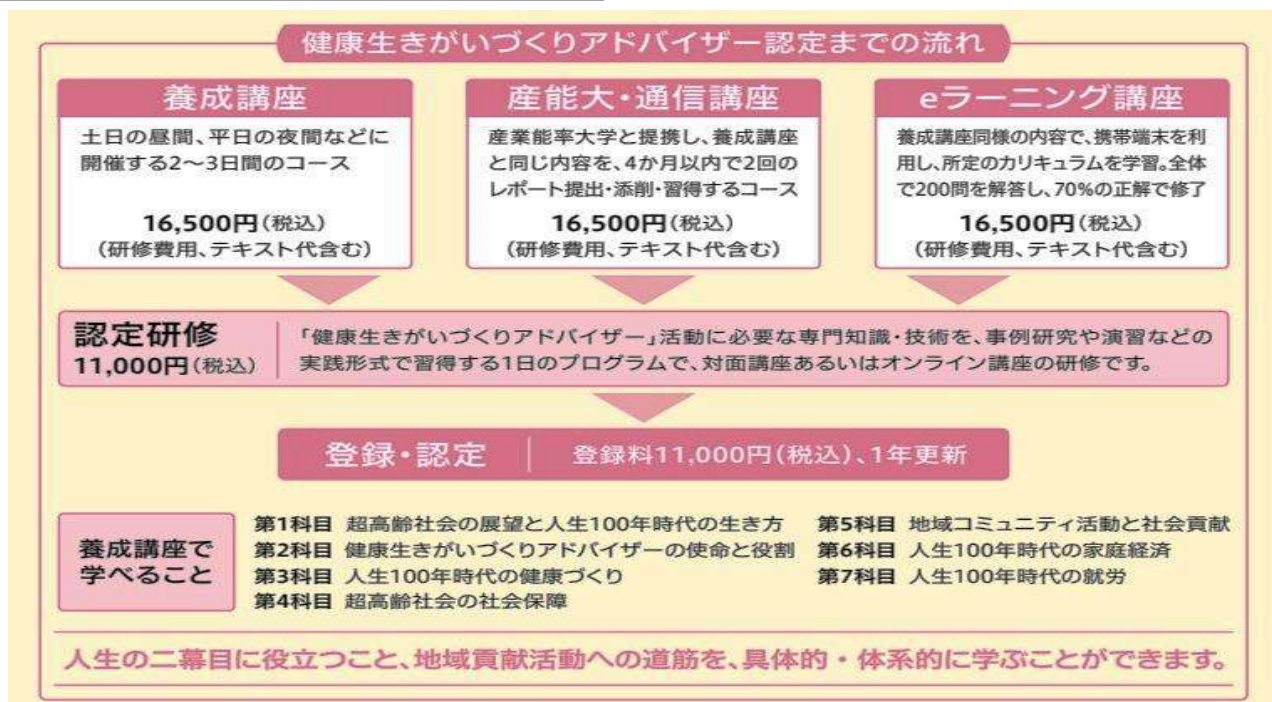 健康生きがいづくりアドバイザー認定までの流れ
養成講座
土日の昼間、平日の夜間などに
開催する2〜3日間のコース
16,500円(税込)
(研修費用、テキスト代含む)
産能大・通信講座
産業能率大学と提携し、養成講座
と同じ内容を、4か月以内で2回の
レポート提出・添削・習得するコース
16,500円(税込)
(研修費用、テキスト代含む)
eラーニング講座
養成講座同様の内容で、携帯端末を利
用し、所定のカリキュラムを学習。全体
で200問を解答し、70%の正解で修了
16,500円(税込)
(研修費用、テキスト代含む)
認定研修
11,000円(税込)
「健康生きがいづくりアドバイザー」活動に必要な専門知識・技術を、事例研究や演習などの
実践形式で習得する1日のプログラムで、対面講座あるいはオンライン講座の研修です。
登録・認定
登録料11,000円(税込)、1年更新
養成講座で
学べること
第1科目 超高齢社会の展望と人生100年時代の生き方
第2科目 健康生きがいづくりアドバイザーの使命と役割
第3科目 人生100年時代の健康づくり
第4科目 超高齢社会の社会保障
第5科目 地域コミュニティ活動と社会貢献
第6科目 人生100年時代の家庭経済
第7科目 人生100年時代の就労
人生の二幕目に役立つこと、地域貢献活動への道筋を、具体的・体系的に学ぶことができます。